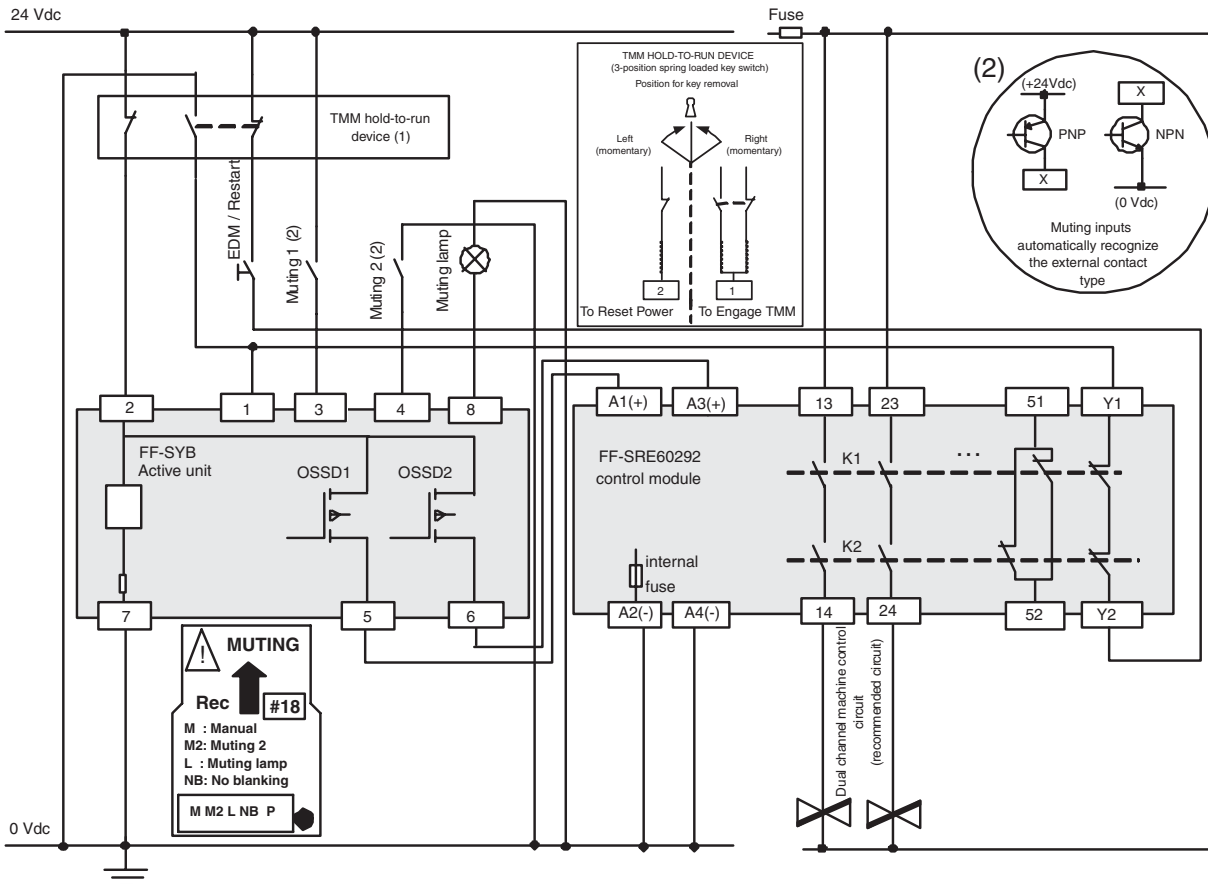 24 Vdc
Fuse
TMM HOLD-TO-RUN DEVICE
(3-position spring loaded key switch)
Position for key removal
Left
(momentary)
Right
(momentary)
2
1
To Reset Power
To Engage TMM
(2)
(+24Vdc)
X
PNP
NPN
X
(0 Vdc)
Muting inputs
automatically recognize
the external contact
type
TMM hold-to-run
device (1)
EDM / Restart
Muting 1 (2)
Muting 2 (2)
Muting lamp
2
1
3
4
8
FF-SYB
Active unit
OSSD1
OSSD2
7
5
6
A1(+)
A3(+)
13
23
51
Y1
FF-SRE60292
control module
K1
...
K2
internal
fuse
A2(-)
A4(-)
14
24
52
Y2
Dual channel machine control
circuit
(recommended circuit)
! MUTING
Rec
#18
M : Manual
M2: Muting 2
L : Muting lamp
NB: No blanking
M M2 L NB P
0 Vdc